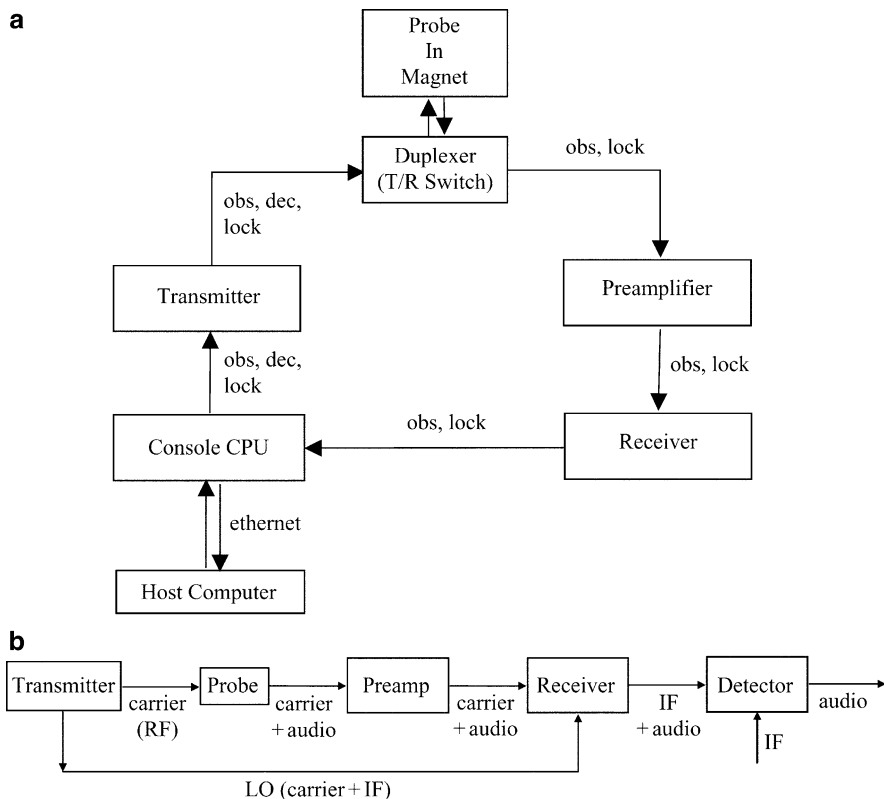 a
Probe
In
Magnet
Duplexer
(T/R Switch)
obs, lock
obs, dec,
lock
Transmitter
Preamplifier
obs, dec,
lock
obs, lock
Console CPU
obs, lock
Receiver
ethernet
Host Computer
b
Transmitter
carrier
(RF)
Probe
carrier
+ audio
Preamp
carrier
+ audio
Receiver
IF
+ audio
Detector
audio
IF
LO (carrier + IF)